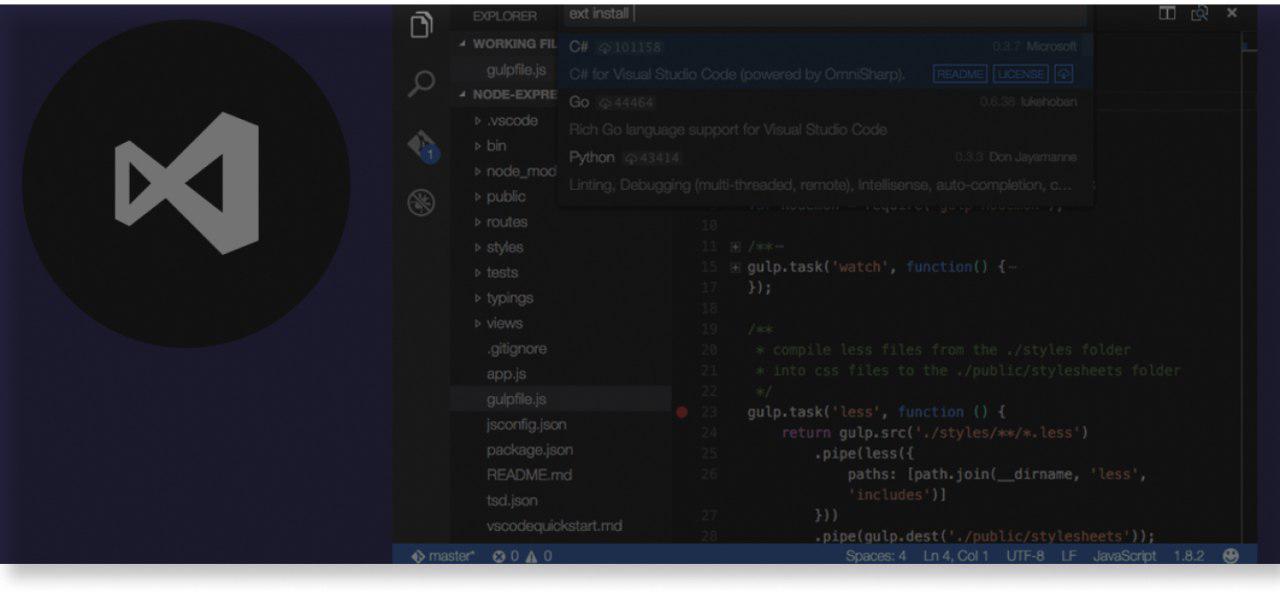 EXPLORER
WORKING FIL
gulpfile.js
NODE-EXPRE
.vscode
bin
node_mod
public
routes
styles
tests
typings
views
.gitignore
app.js
gulpfile.js
jsconfig.json
package.json
README.md
tsd.json
vscodequickstart.md
1
ext install
C# 101158 0.3.7 Microsoft
C# for Visual Studio Code (powered by OmniSharp). README LICENSE
Go 44464 0.6.38 lukehoban
Rich Go language support for Visual Studio Code
Python 43414 0.3.3 Don Jayamanne
Linting, Debugging (multi-threaded, remote), Intellisense, auto-completion, c...
10
11 /**
15 gulp.task('watch', function() {
17 });
18
19 /**
20 * compile less files from the ./styles folder
21 * into css files to the ./public/stylesheets folder
22 */
23 gulp.task('less', function () {
24 return gulp.src('./styles/**/*.less')
25 .pipe(less({
26 paths: [path.join(__dirname, 'less',
'includes')]
27 }))
28 .pipe(gulp.dest('./public/stylesheets'));
master* 0 0 Spaces: 4 Ln 4, Col 1 UTF-8 LF JavaScript 1.8.2